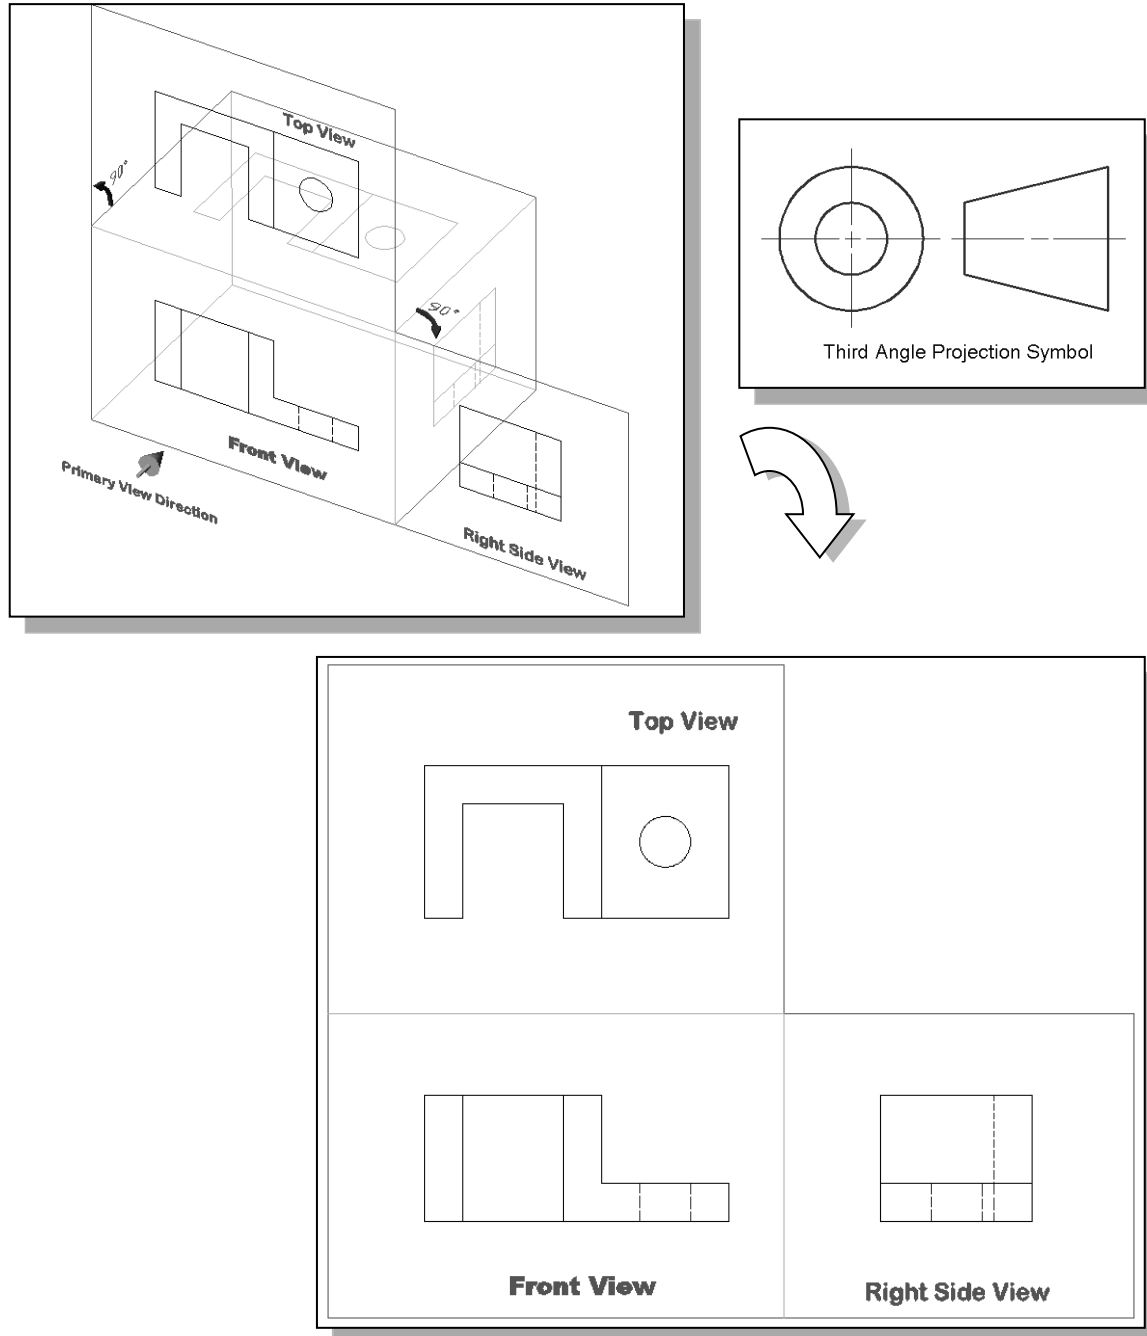 Top View
90°
90°
Front View
Primary View Direction
Right Side View
Third Angle Projection Symbol
Top View
Front View
Right Side View